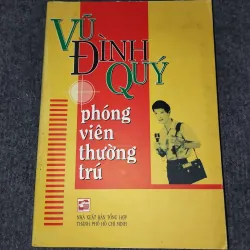 VŨ
ĐÌNH
QUÝ
phóng
viên
thường
trú
NHÀ XUẤT BẢN TỔNG HỢP
THÀNH PHỐ HỒ CHÍ MINH